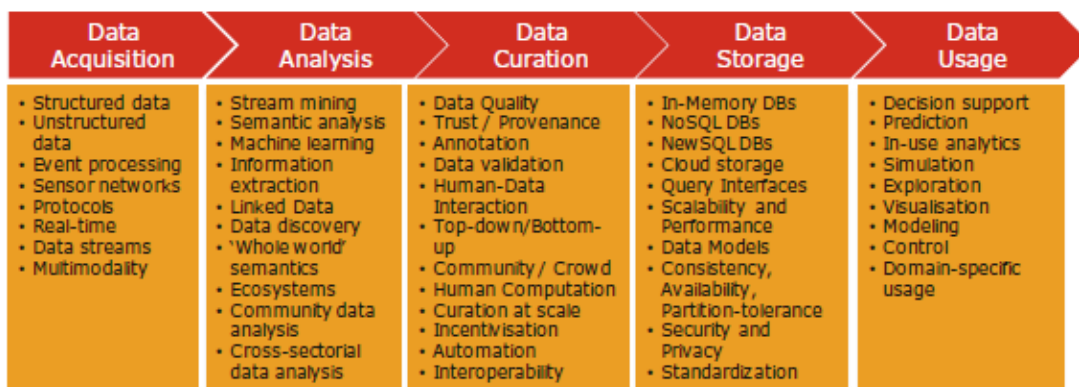 Data
Acquisition
Data
Analysis
Data
Curation
Data
Storage
Data
Usage
• Structured data
• Unstructured
data
• Event processing
• Sensor networks
• Protocols
• Real-time
• Data streams
• Multimodality
• Stream mining
• Semantic analysis
• Machine learning
• Information
extraction
• Linked Data
• Data discovery
• ‘Whole world’
semantics
• Ecosystems
• Community data
analysis
• Cross-sectorial
data analysis
• Data Quality
• Trust / Provenance
• Annotation
• Data validation
• Human-Data
Interaction
• Top-down/Bottom-
up
• Community / Crowd
• Human Computation
• Curation at scale
• Incentivisation
• Automation
• Interoperability
• In-Memory DBs
• NoSQL DBs
• NewSQL DBs
• Cloud storage
• Query Interfaces
• Scalability and
Performance
• Data Models
• Consistency,
Availability,
Partition-tolerance
• Security and
Privacy
• Standardization
• Decision support
• Prediction
• In-use analytics
• Simulation
• Exploration
• Visualisation
• Modeling
• Control
• Domain-specific
usage